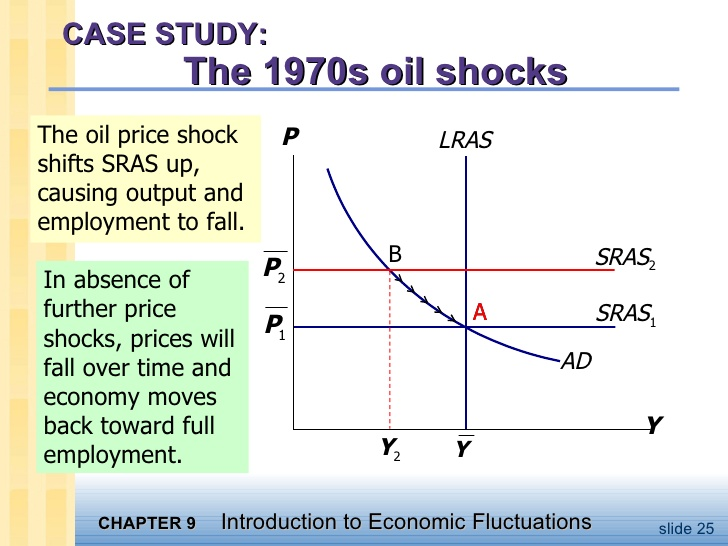 CASE STUDY:
The 1970s oil shocks
The oil price shock
shifts SRAS up,
causing output and
employment to fall.
In absence of
further price
shocks, prices will
fall over time and
economy moves
back toward full
employment.
P
LRAS
B
P̅₂
SRAS₂
A
P̅₁
SRAS₁
AD
Y
Y₂
Y̅
CHAPTER 9 Introduction to Economic Fluctuations
slide 25